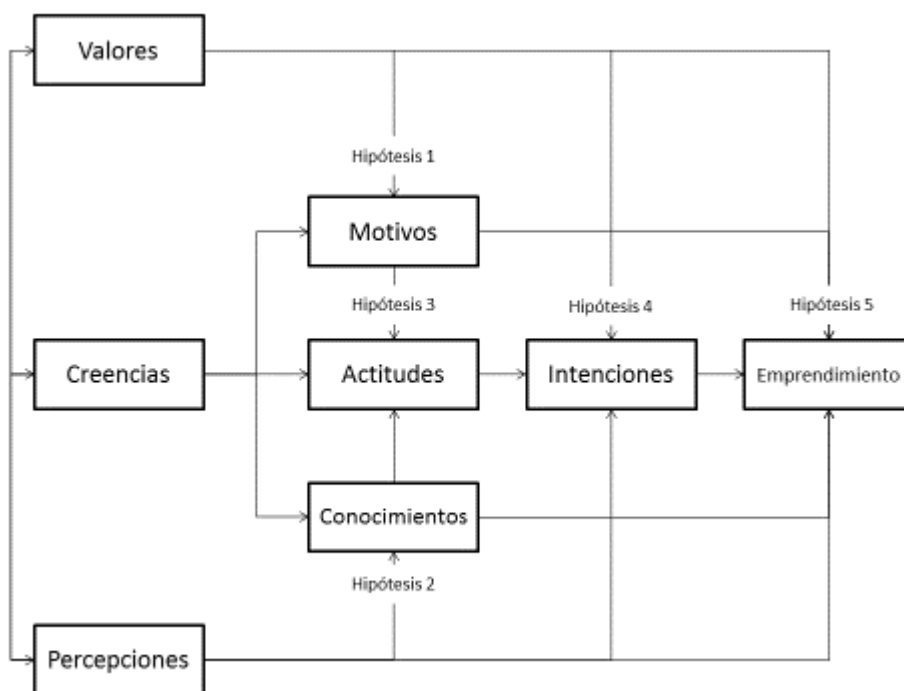 Valores
Hipótesis 1
Motivos
Hipótesis 3
Hipótesis 4
Hipótesis 5
Creencias
Actitudes
Intenciones
Emprendimiento
Conocimientos
Hipótesis 2
Percepciones